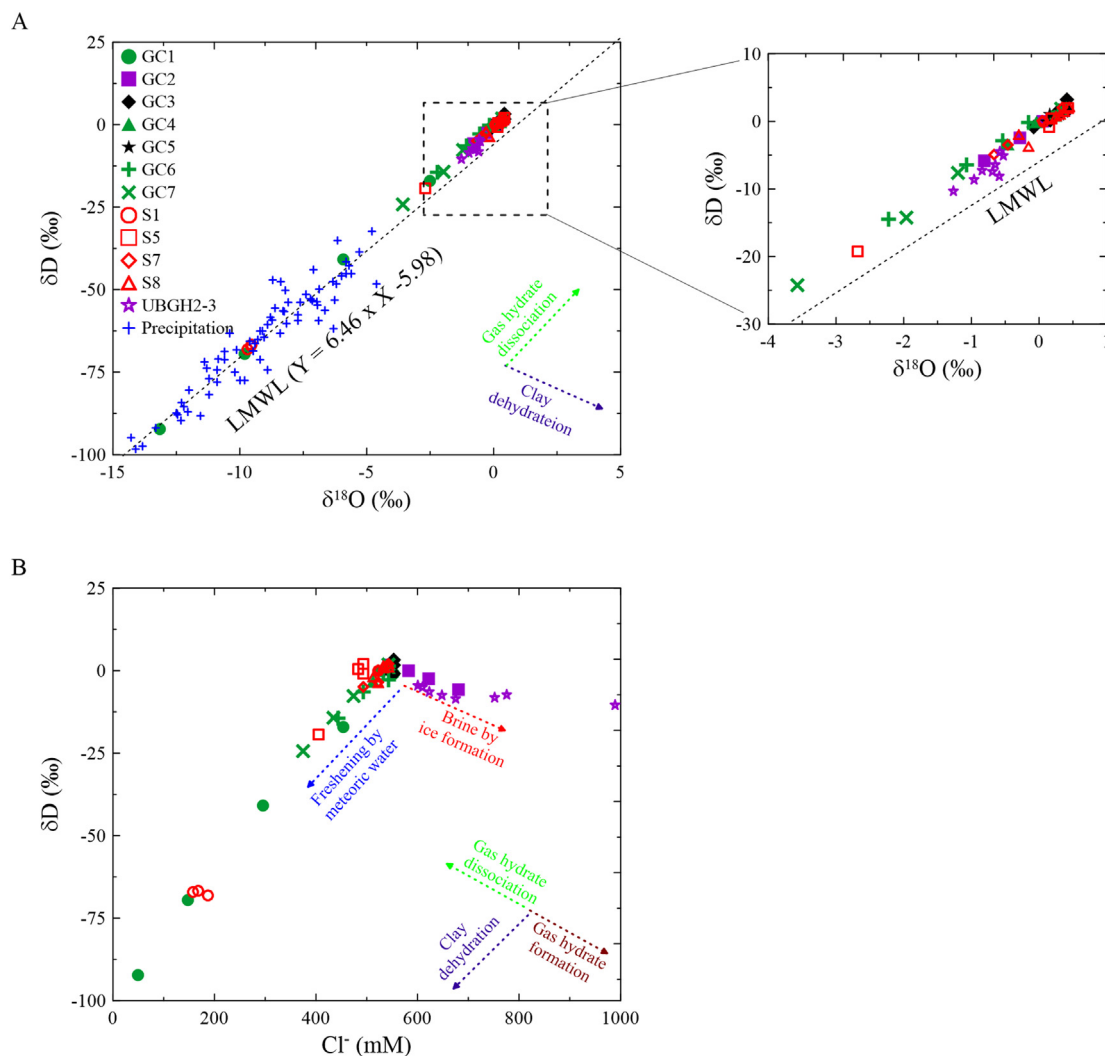 A
25
0
-25
-50
-75
-100
δD (‰)
GC1
GC2
GC3
GC4
GC5
GC6
GC7
S1
S5
S7
S8
UBGH2-3
Precipitation
LMWL (Y = 6.46 x X -5.98)
Gas hydrate
dissociation
Clay
dehydrateion
-15 -10 -5 0 5
δ¹⁸O (‰)
10
0
-10
-20
-30
δD (‰)
LMWL
-4 -3 -2 -1 0 1
δ¹⁸O (‰)
B
25
0
-25
-50
-75
-100
δD (‰)
Freshening by
meteoric water
Brine by
ice formation
Gas hydrate
dissociation
Clay
dehydration
Gas hydrate
formation
0 200 400 600 800 1000
Cl⁻ (mM)